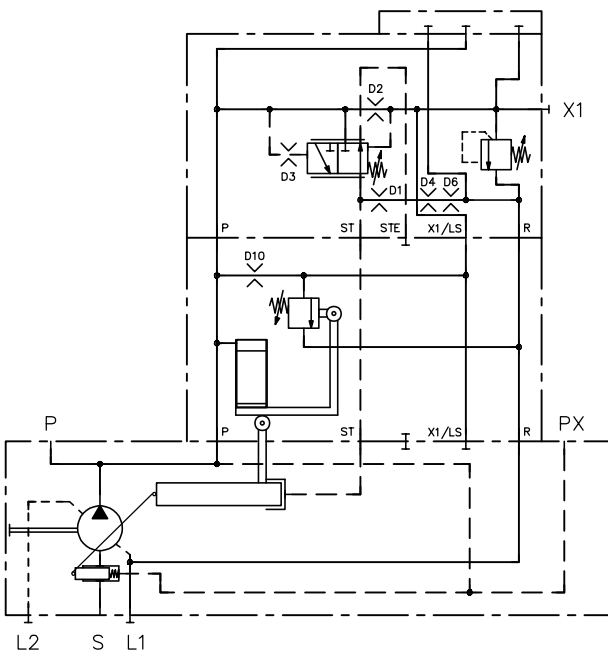 D2
X1
D3
D1
D4 D6
P ST STE X1/LS R
D10
P P ST X1/LS R PX
L2 S L1